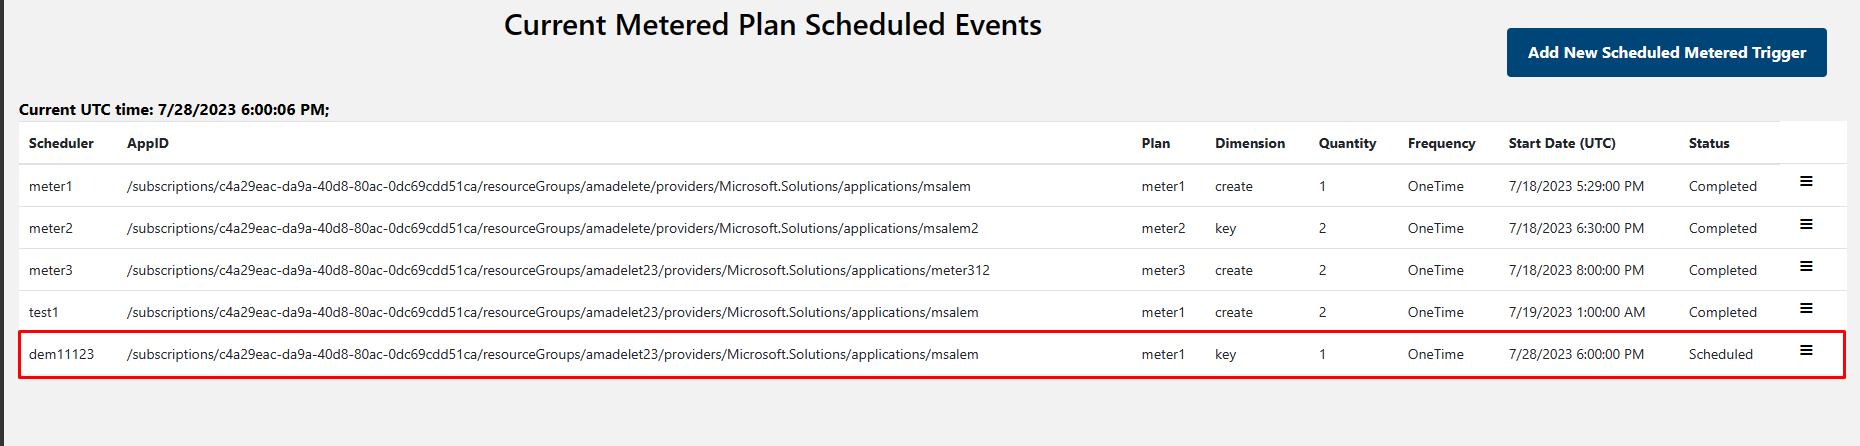 Current Metered Plan Scheduled Events
Add New Scheduled Metered Trigger
Current UTC time: 7/28/2023 6:00:06 PM;
Scheduler AppID Plan Dimension Quantity Frequency Start Date (UTC) Status
meter1 /subscriptions/c4a29eac-da9a-40d8-80ac-0dc69cdd51ca/resourceGroups/amadelete/providers/Microsoft.Solutions/applications/msalem meter1 create 1 OneTime 7/18/2023 5:29:00 PM Completed
meter2 /subscriptions/c4a29eac-da9a-40d8-80ac-0dc69cdd51ca/resourceGroups/amadelete/providers/Microsoft.Solutions/applications/msalem2 meter2 key 2 OneTime 7/18/2023 6:30:00 PM Completed
meter3 /subscriptions/c4a29eac-da9a-40d8-80ac-0dc69cdd51ca/resourceGroups/amadelet23/providers/Microsoft.Solutions/applications/meter312 meter3 create 2 OneTime 7/18/2023 8:00:00 PM Completed
test1 /subscriptions/c4a29eac-da9a-40d8-80ac-0dc69cdd51ca/resourceGroups/amadelet23/providers/Microsoft.Solutions/applications/msalem meter1 create 2 OneTime 7/19/2023 1:00:00 AM Completed
dem11123 /subscriptions/c4a29eac-da9a-40d8-80ac-0dc69cdd51ca/resourceGroups/amadelet23/providers/Microsoft.Solutions/applications/msalem meter1 key 1 OneTime 7/28/2023 6:00:00 PM Scheduled